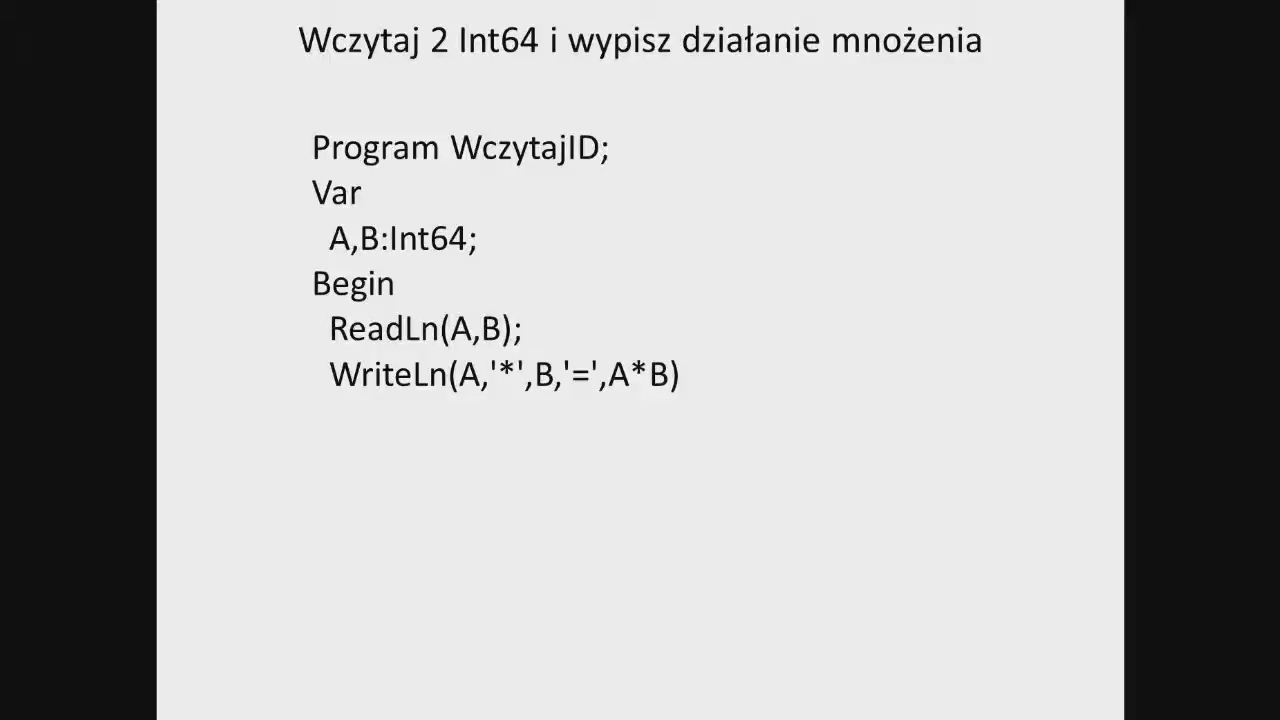 Wczytaj 2 Int64 i wypisz działanie mnożenia
Program WczytajID;
Var
A,B:Int64;
Begin
ReadLn(A,B);
WriteLn(A,'*',B,'=',A*B)